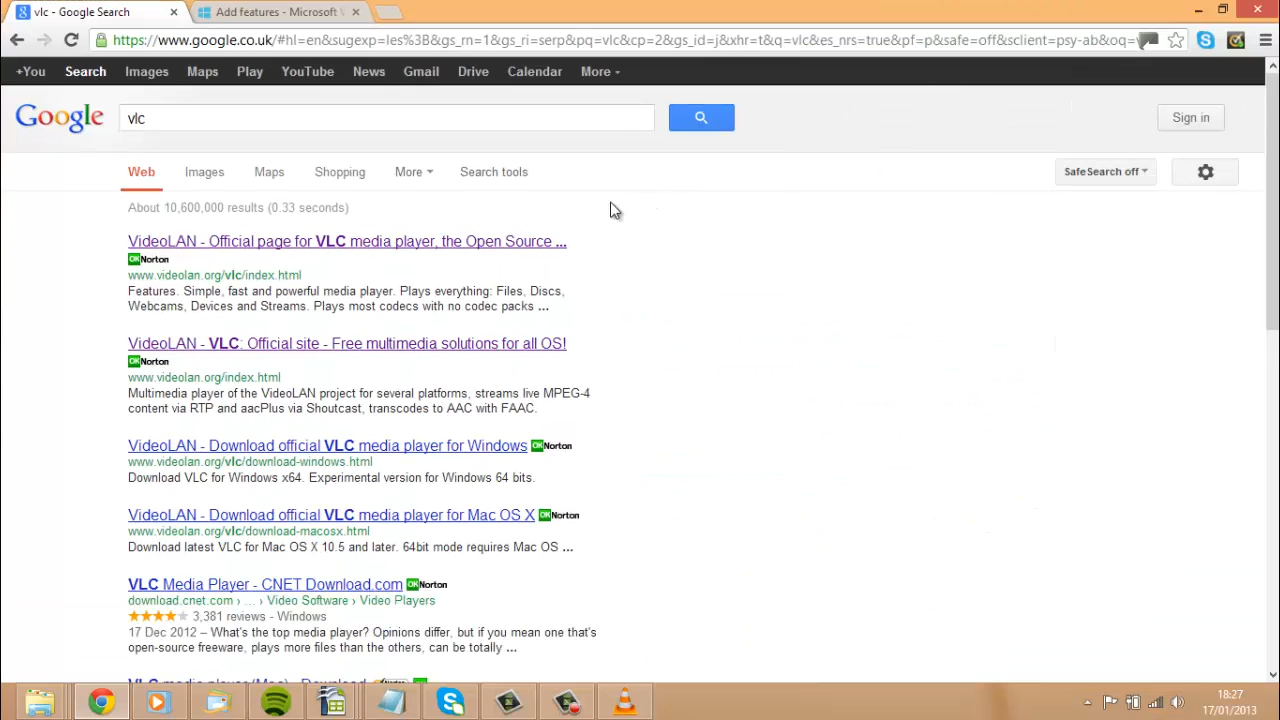 vlc - Google Search
Add features - Microsoft
https://www.google.co.uk/#hl=en&sugexp=les%3B&gs_rn=1&gs_ri=serp&pq=vlc&cp=2&gs_id=j&xhr=t&q=vlc&es_nrs=true&pf=p&safe=off&sclient=psy-ab&oq=
+You Search Images Maps Play YouTube News Gmail Drive Calendar More
Google
vlc
Sign in
Web Images Maps Shopping More Search tools
SafeSearch off
About 10,600,000 results (0.33 seconds)
VideoLAN - Official page for VLC media player, the Open Source ...
OK Norton
www.videolan.org/vlc/index.html
Features. Simple, fast and powerful media player. Plays everything: Files, Discs,
Webcams, Devices and Streams. Plays most codecs with no codec packs ...
VideoLAN - VLC: Official site - Free multimedia solutions for all OS!
OK Norton
www.videolan.org/index.html
Multimedia player of the VideoLAN project for several platforms, streams live MPEG-4
content via RTP and aacPlus via Shoutcast, transcodes to AAC with FAAC.
VideoLAN - Download official VLC media player for Windows OK Norton
www.videolan.org/vlc/download-windows.html
Download VLC for Windows x64. Experimental version for Windows 64 bits.
VideoLAN - Download official VLC media player for Mac OS X OK Norton
www.videolan.org/vlc/download-macosx.html
Download latest VLC for Mac OS X 10.5 and later. 64bit mode requires Mac OS ...
VLC Media Player - CNET Download.com OK Norton
download.cnet.com › ... › Video Software › Video Players
3,381 reviews - Windows
17 Dec 2012 – What's the top media player? Opinions differ, but if you mean one that's
open-source freeware, plays more files than the others, can be totally ...
VLC media player (Mac) - Download
18:27
17/01/2013